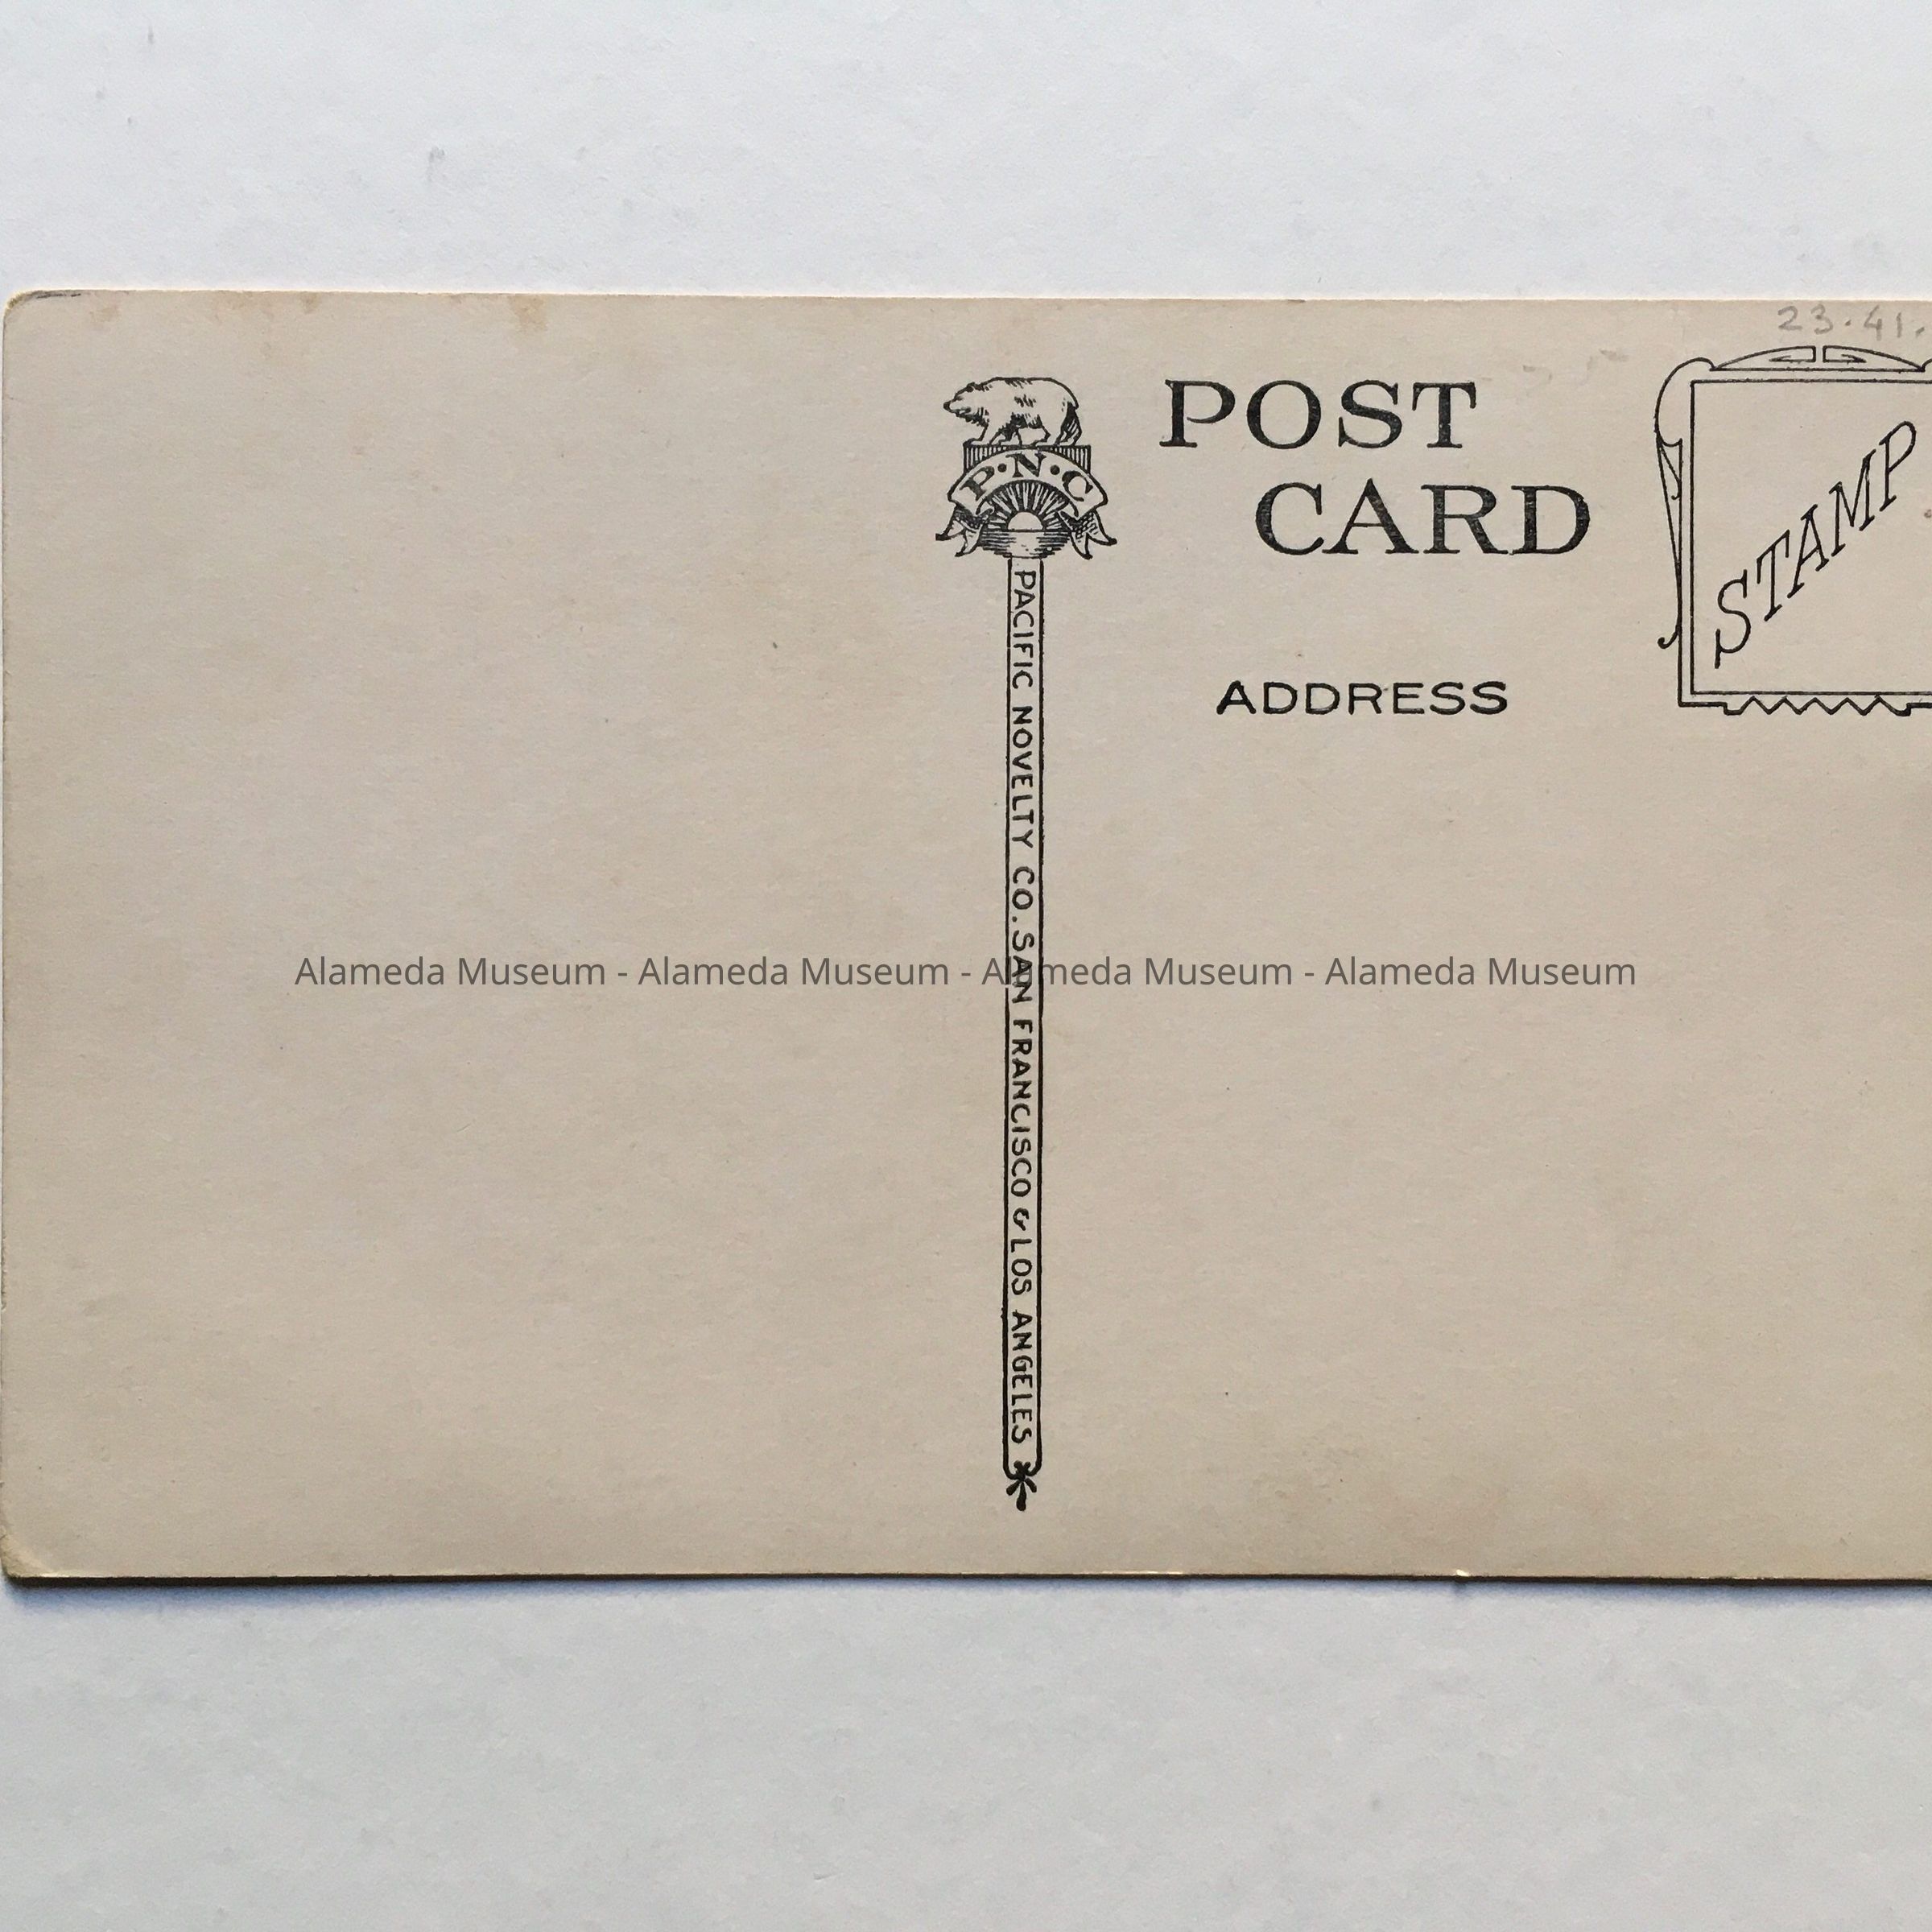 23.41.
POST
CARD
P·N·C
STAMP
ADDRESS
PACIFIC NOVELTY CO. SAN FRANCISCO & LOS ANGELES
Alameda Museum - Alameda Museum - Alameda Museum - Alameda Museum